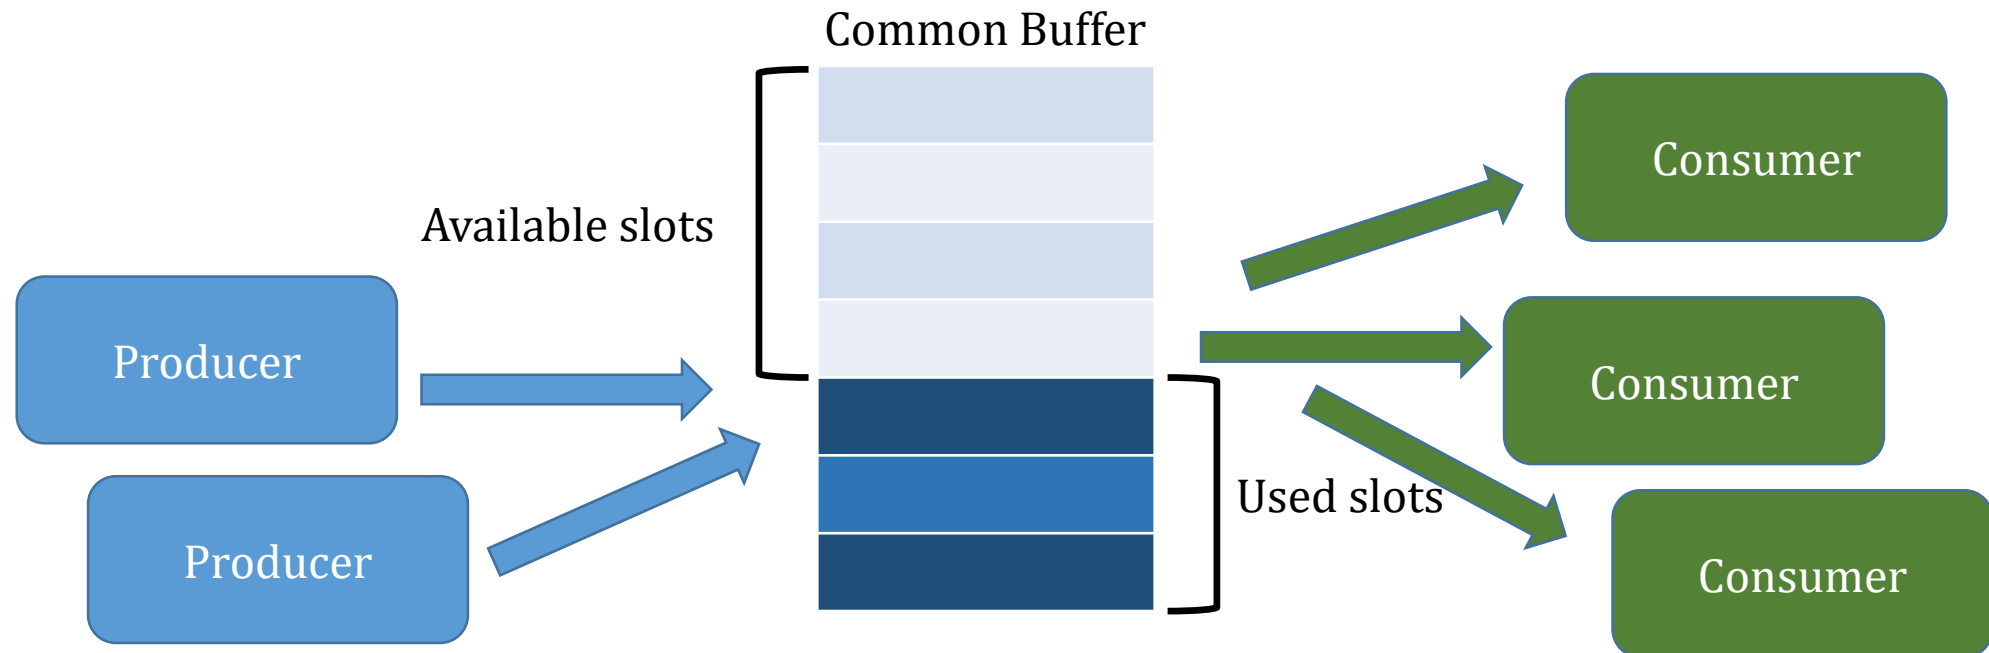 Common Buffer
Available slots
Producer
Producer
Used slots
Consumer
Consumer
Consumer